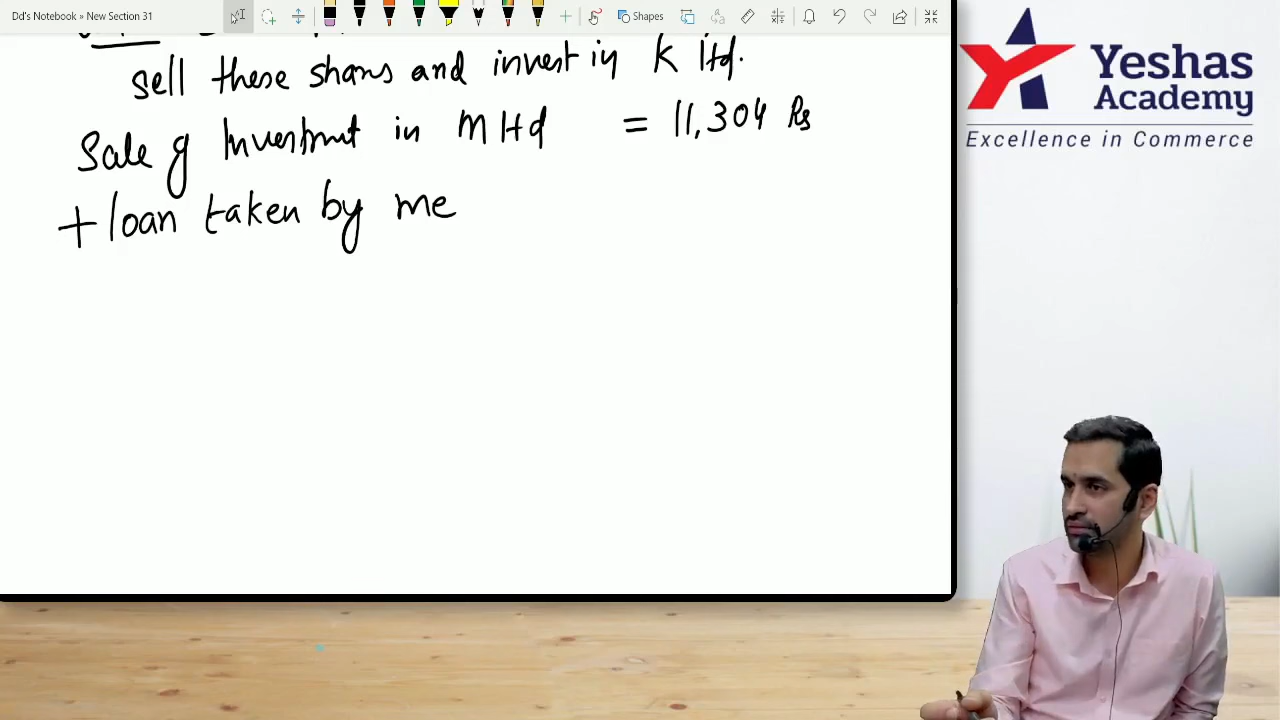 Dd's Notebook » New Section 31
Shapes
sell these shares and invest in K ltd.
Sale of Investment in M ltd = 11,304 Rs
+ loan taken by me
Yeshas
Academy
Excellence in Commerce